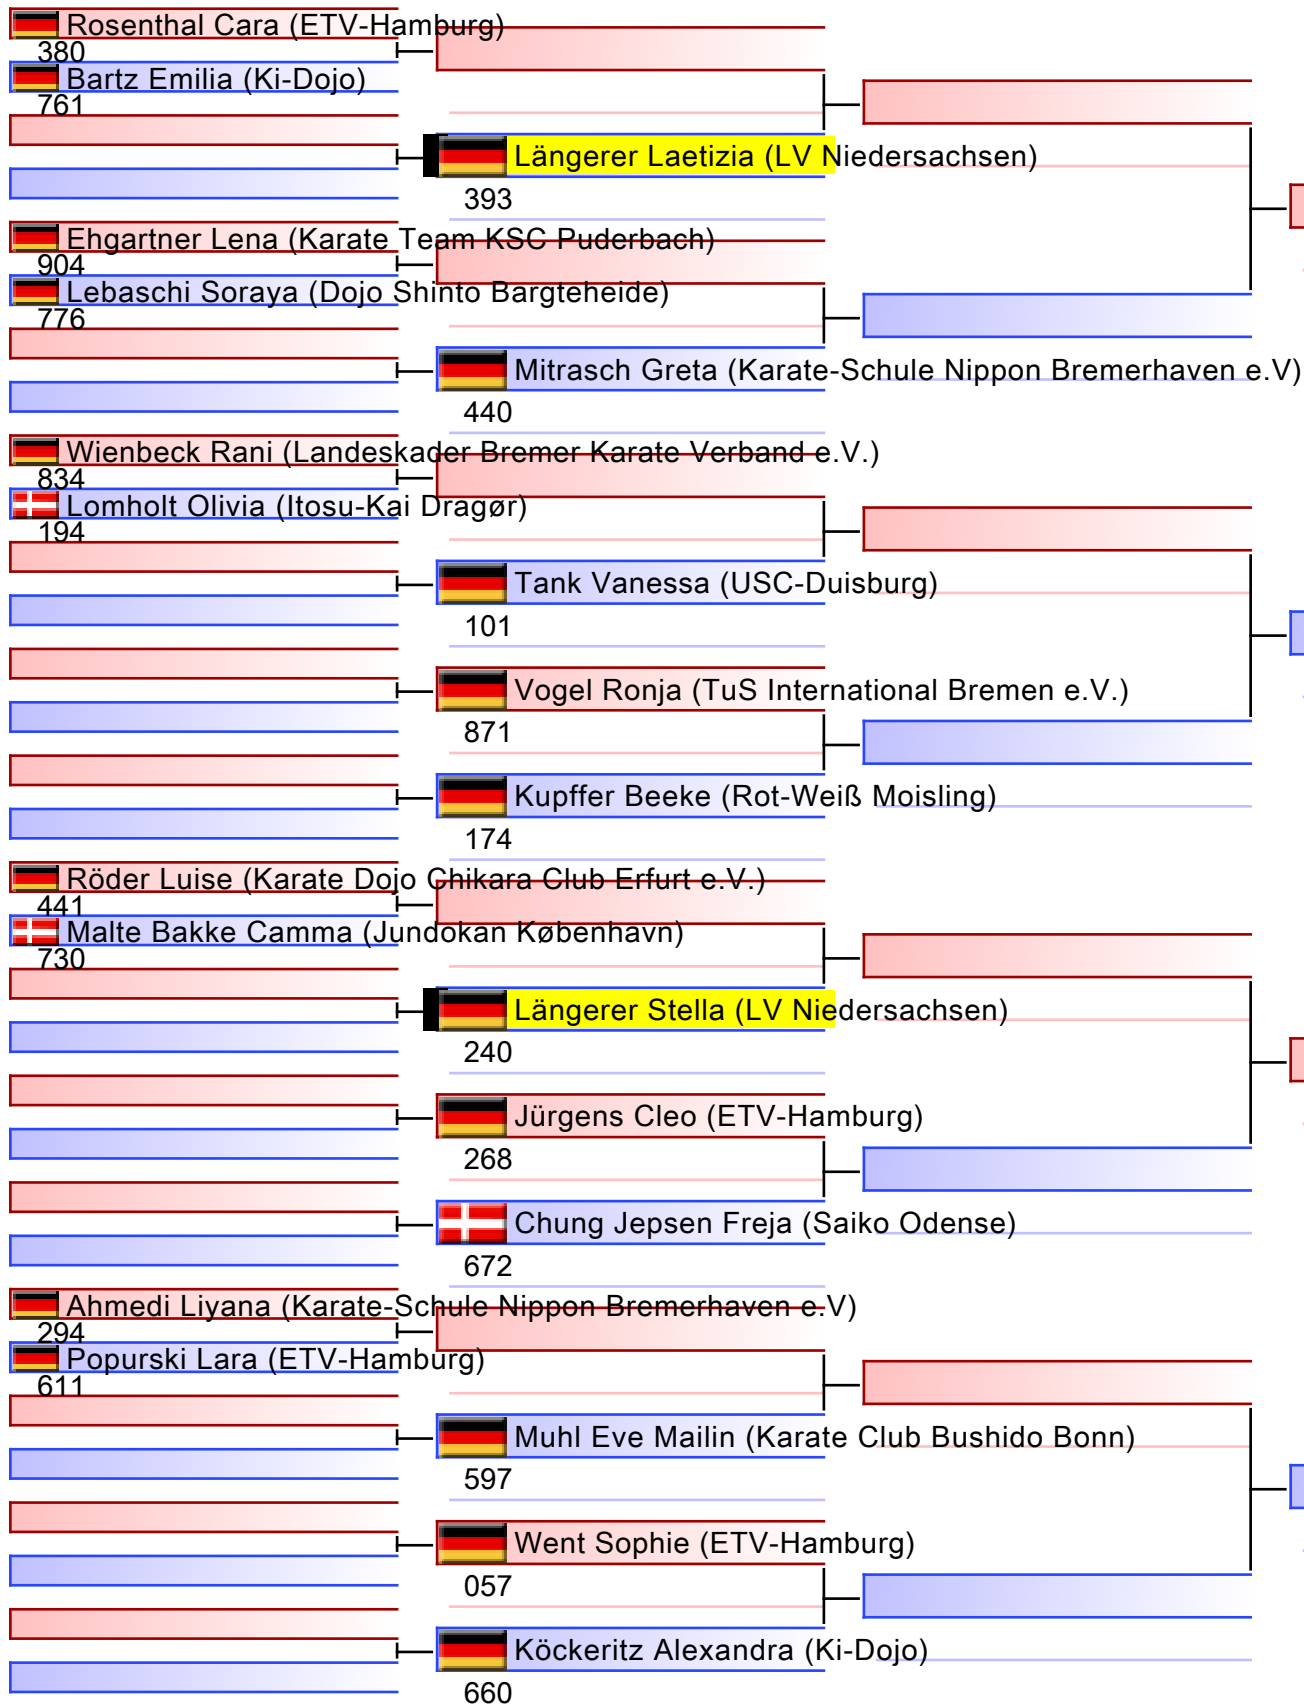 Rosenthal Cara (ETV-Hamburg)
380
Bartz Emilia (Ki-Dojo)
761
Längerer Laetizia (LV Niedersachsen)
393
Ehgartner Lena (Karate Team KSC Puderbach)
904
Lebaschi Soraya (Dojo Shinto Bargteheide)
776
Mitrasch Greta (Karate-Schule Nippon Bremerhaven e.V)
440
Wienbeck Rani (Landeskader Bremer Karate Verband e.V.)
834
Lomholt Olivia (Itosu-Kai Dragør)
194
Tank Vanessa (USC-Duisburg)
101
Vogel Ronja (TuS International Bremen e.V.)
871
Kupffer Beeke (Rot-Weiß Moisling)
174
Röder Luise (Karate Dojo Chikara Club Erfurt e.V.)
441
Malte Bakke Camma (Jundokan København)
730
Längerer Stella (LV Niedersachsen)
240
Jürgens Cleo (ETV-Hamburg)
268
Chung Jepsen Freja (Saiko Odense)
672
Ahmedi Liyana (Karate-Schule Nippon Bremerhaven e.V)
294
Popurski Lara (ETV-Hamburg)
611
Muhl Eve Mailin (Karate Club Bushido Bonn)
597
Went Sophie (ETV-Hamburg)
057
Köckeritz Alexandra (Ki-Dojo)
660